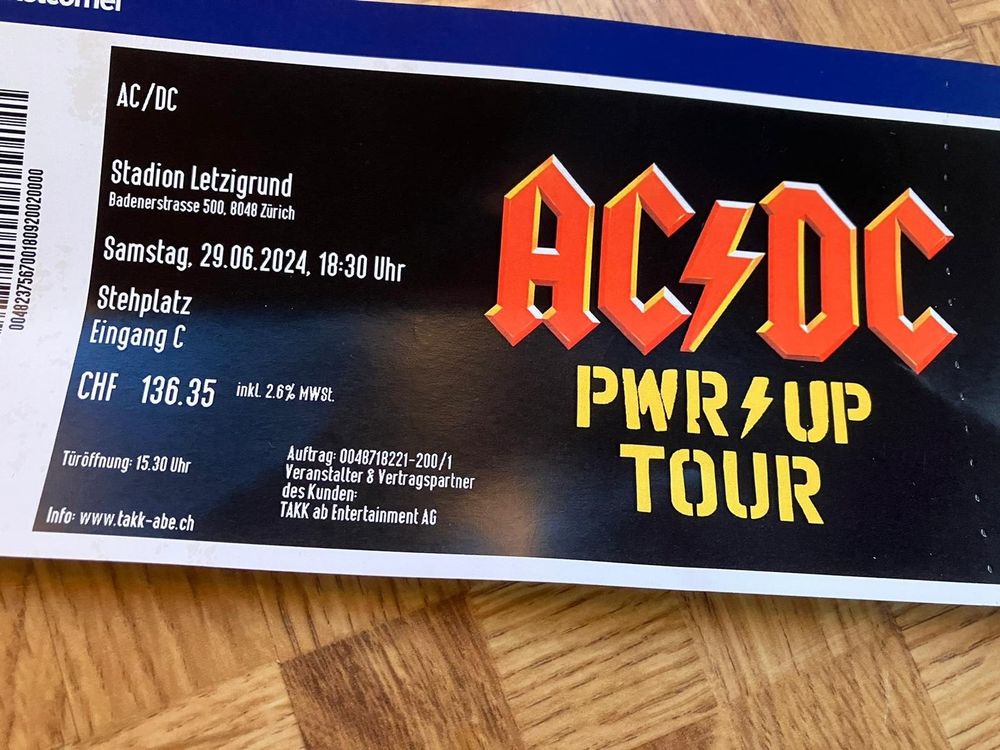 AC/DC
Stadion Letzigrund
Badenerstrasse 500, 8048 Zürich
Samstag, 29.06.2024, 18:30 Uhr
Stehplatz
Eingang C
CHF 136.35 inkl. 2.6% MWSt.
Türöffnung: 15.30 Uhr
Info: www.takk-abe.ch
Auftrag: 0048718221-200/1
Veranstalter & Vertragspartner
des Kunden:
TAKK ab Entertainment AG
AC⚡DC
PWR⚡UP
TOUR
004823756700180920020000